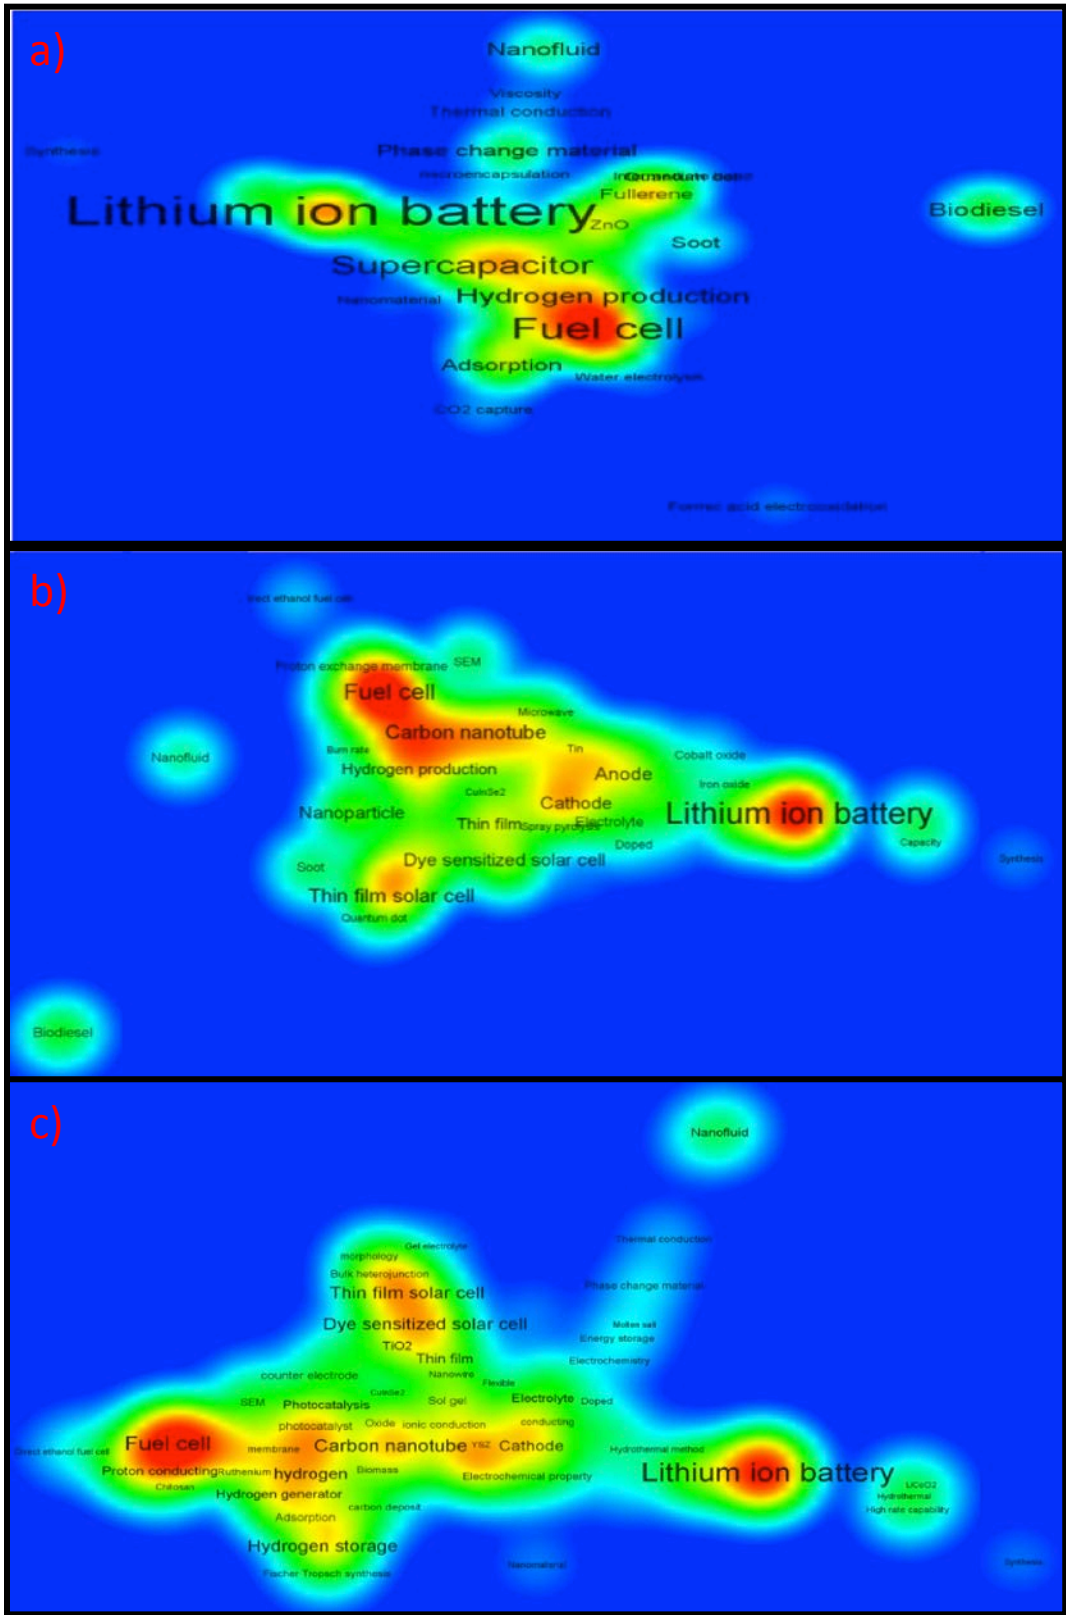 a)
Nanofluid
Viscosity
Thermal conduction
Synthesis
Phase change material
microencapsulation
Fullerene
Lithium ion battery
ZnO
Soot
Biodiesel
Supercapacitor
Nanomaterial
Hydrogen production
Fuel cell
Adsorption
Water electrolysis
CO2 capture
Formic acid electrooxidation
b)
irect ethanol fuel cell
Proton exchange membrane
SEM
Fuel cell
Microwave
Carbon nanotube
Burn rate
Tin
Nanofluid
Cobalt oxide
Hydrogen production
Anode
Iron oxide
CuInSe2
Cathode
Nanoparticle
Lithium ion battery
Thin film
Spray pyrolysis
Electrolyte
Doped
Capacity
Dye sensitized solar cell
Synthesis
Soot
Thin film solar cell
Quantum dot
Biodiesel
c)
Nanofluid
Thermal conduction
Gel electrolyte
morphology
Bulk heterojunction
Phase change material
Thin film solar cell
Dye sensitized solar cell
Molten salt
Energy storage
TiO2
Thin film
Electrochemistry
counter electrode
Nanowire
Flexible
CuInSe2
SEM
Photocatalysis
Sol gel
Electrolyte
Doped
photocatalyst
Oxide
ionic conduction
conducting
Fuel cell
membrane
Carbon nanotube
YSZ
Cathode
Hydrothermal method
Direct ethanol fuel cell
Proton conducting
Ruthenium
hydrogen
Biomass
Electrochemical property
Lithium ion battery
Chitosan
Hydrogen generator
LiCoO2
Hydrothermal
High rate capability
carbon deposit
Adsorption
Hydrogen storage
Nanomaterial
Synthesis
Fischer Tropsch synthesis